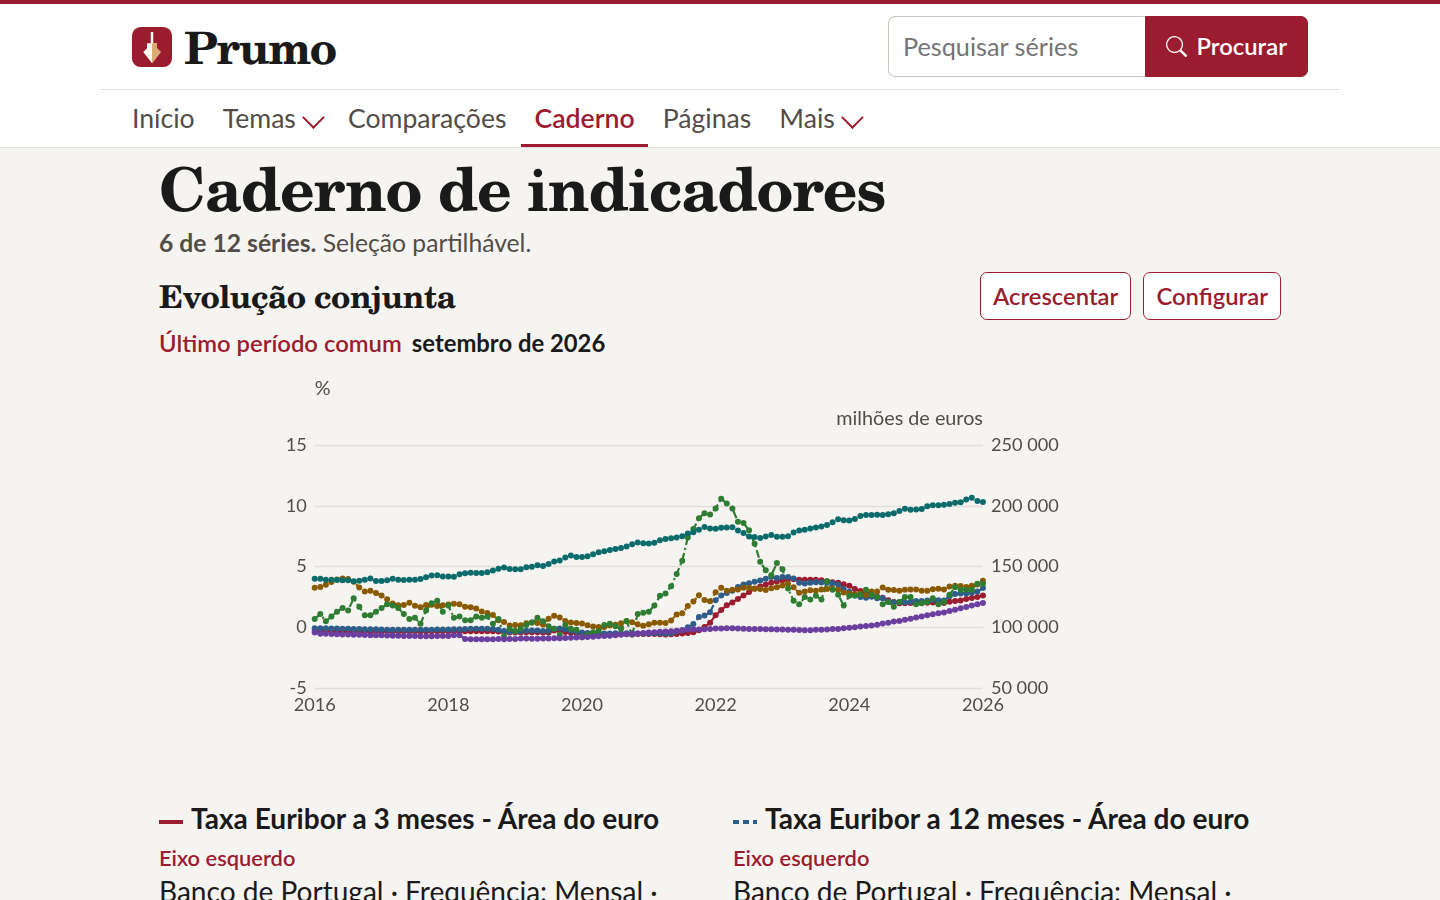 Prumo
Pesquisar séries
Procurar
Início Temas Comparações Caderno Páginas Mais
Caderno de indicadores
6 de 12 séries. Seleção partilhável.
Evolução conjunta
Acrescentar
Configurar
Último período comum setembro de 2026
%
milhões de euros
15 250 000
10 200 000
5 150 000
0 100 000
-5 50 000
2016 2018 2020 2022 2024 2026
Taxa Euribor a 3 meses - Área do euro
Eixo esquerdo
Banco de Portugal · Frequência: Mensal ·
Taxa Euribor a 12 meses - Área do euro
Eixo esquerdo
Banco de Portugal · Frequência: Mensal ·